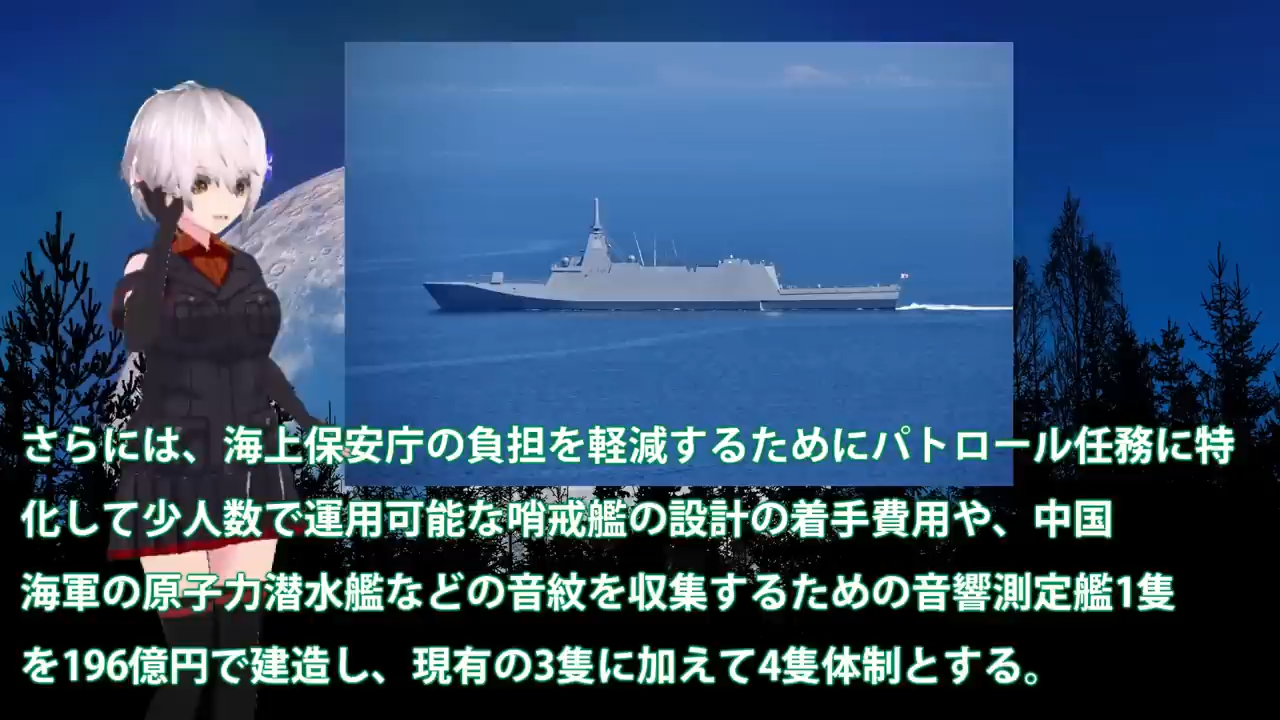 さらには、海上保安庁の負担を軽減するためにパトロール任務に特
化して少人数で運用可能な哨戒艦の設計の着手費用や、中国
海軍の原子力潜水艦などの音紋を収集するための音響測定艦1隻
を196億円で建造し、現有の3隻に加えて4隻体制とする。